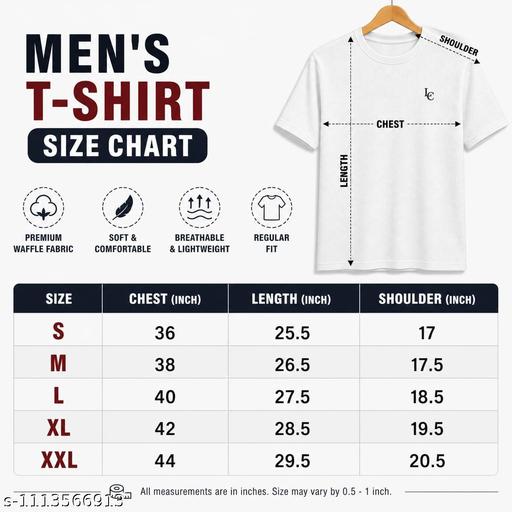 MEN'S
T-SHIRT
SIZE CHART
SHOULDER
LC
CHEST
LENGTH
PREMIUM
WAFFLE FABRIC
SOFT &
COMFORTABLE
BREATHABLE
& LIGHTWEIGHT
REGULAR
FIT
SIZE CHEST (INCH) LENGTH (INCH) SHOULDER (INCH)
S 36 25.5 17
M 38 26.5 17.5
L 40 27.5 18.5
XL 42 28.5 19.5
XXL 44 29.5 20.5
s-1113566913
All measurements are in inches. Size may vary by 0.5 - 1 inch.